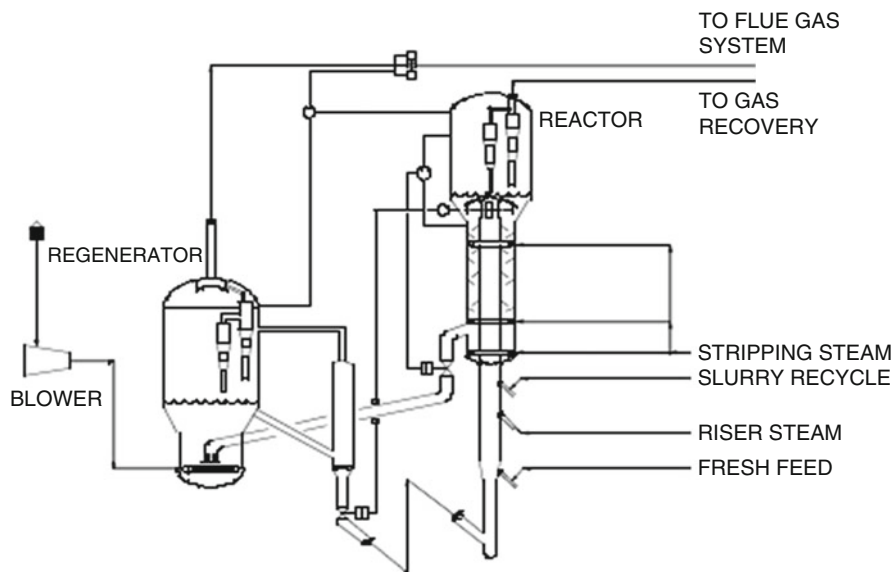 TO FLUE GAS
SYSTEM
TO GAS
RECOVERY
REACTOR
REGENERATOR
BLOWER
STRIPPING STEAM
SLURRY RECYCLE
RISER STEAM
FRESH FEED